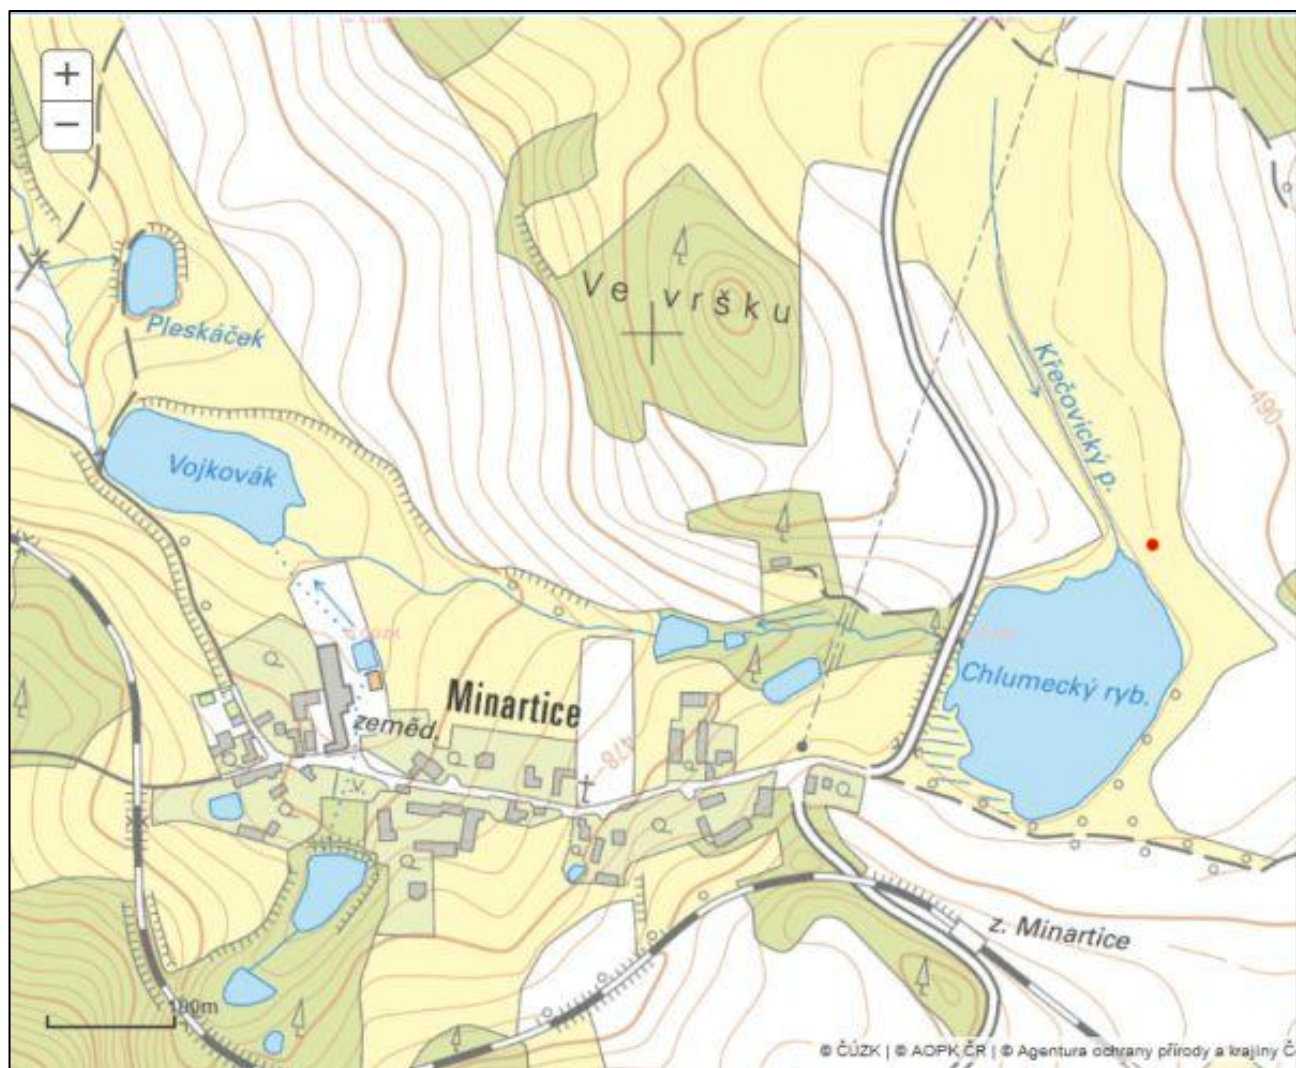 +
−
Ve vršku
Pleskáček
Křečovický p.
490
Vojkovák
© ČÚZK
Chlumecký ryb.
Minartice
zeměd.
478
v.
z. Minartice
100m
© ČÚZK | © AOPK ČR | © Agentura ochrany přírody a krajiny Č